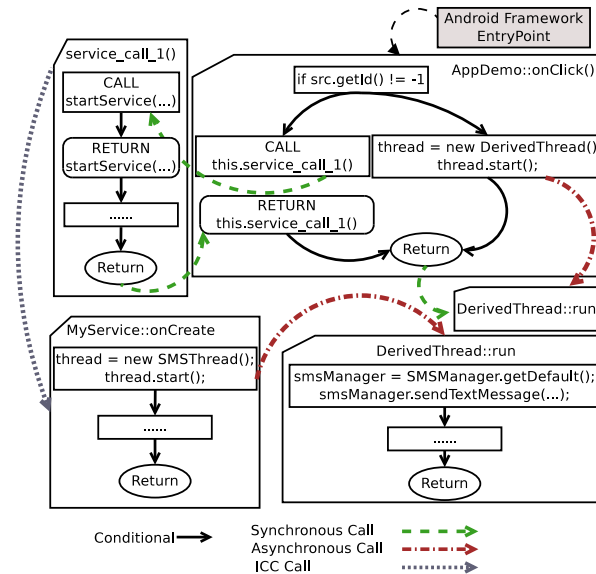 Android Framework
EntryPoint
service_call_1()
CALL
startService(...)
RETURN
startService(...)
......
Return
AppDemo::onClick()
if src.getId() != -1
CALL
this.service_call_1()
thread = new DerivedThread()
thread.start();
RETURN
this.service_call_1()
Return
DerivedThread::run
MyService::onCreate
thread = new SMSThread();
thread.start();
......
Return
DerivedThread::run
smsManager = SMSManager.getDefault();
smsManager.sendTextMessage(...);
......
Return
Conditional
Synchronous Call
Asynchronous Call
ICC Call